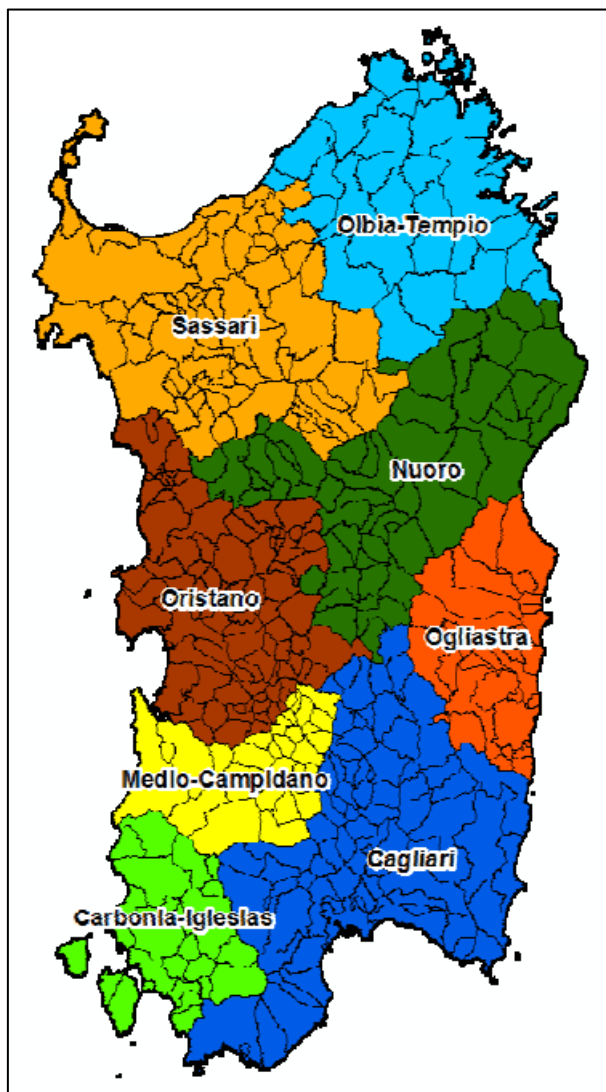 Olbia-Tempio
Sassari
Nuoro
Oristano
Ogliastra
Medio-Campidano
Cagliari
Carbonia-Iglesias